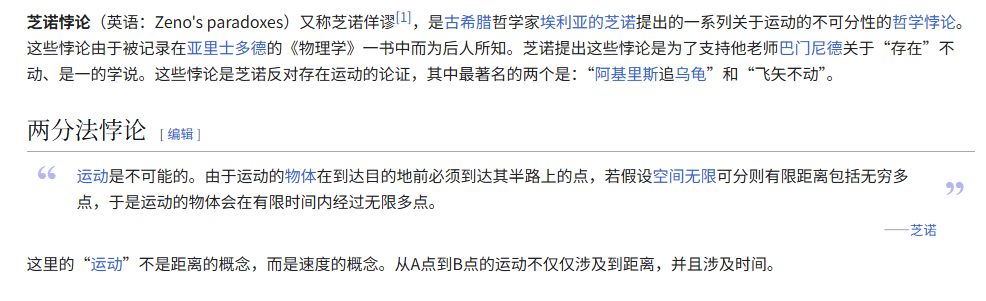 芝诺悖论（英语：Zeno's paradoxes）又称芝诺佯谬[1]，是古希腊哲学家埃利亚的芝诺提出的一系列关于运动的不可分性的哲学悖论。
这些悖论由于被记录在亚里士多德的《物理学》一书中而为后人所知。芝诺提出这些悖论是为了支持他老师巴门尼德关于“存在”不
动、是一的学说。这些悖论是芝诺反对存在运动的论证，其中最著名的两个是：“阿基里斯追乌龟”和“飞矢不动”。
两分法悖论 [ 编辑 ]
“ 运动是不可能的。由于运动的物体在到达目的地前必须到达其半路上的点，若假设空间无限可分则有限距离包括无穷多
点，于是运动的物体会在有限时间内经过无限多点。 ”
——芝诺
这里的“运动”不是距离的概念，而是速度的概念。从A点到B点的运动不仅仅涉及到距离，并且涉及时间。